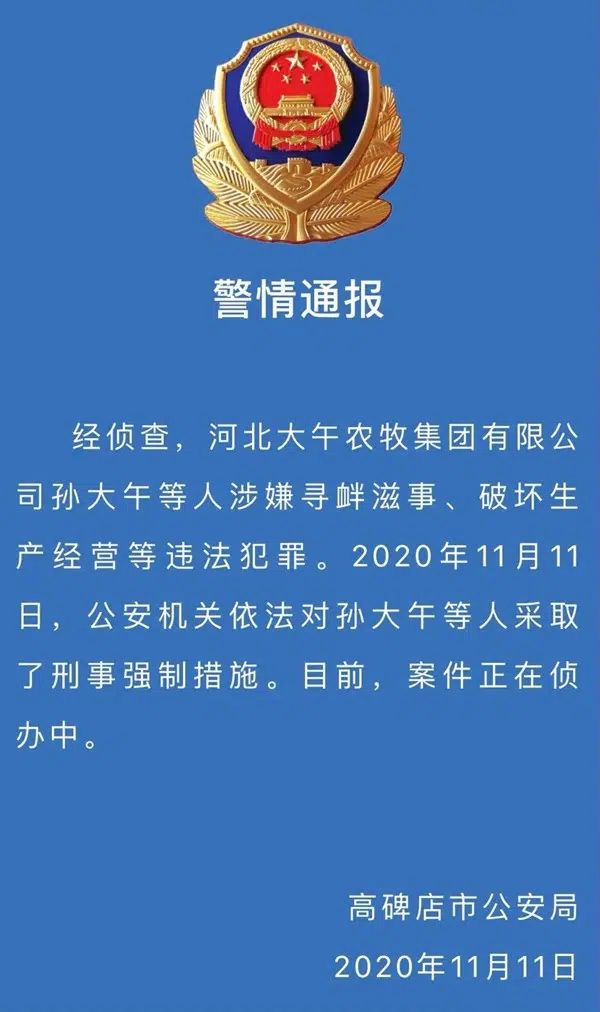 警情通报
经侦查，河北大午农牧集团有限公
司孙大午等人涉嫌寻衅滋事、破坏生
产经营等违法犯罪。2020年11月11
日，公安机关依法对孙大午等人采取
了刑事强制措施。目前，案件正在侦
办中。
高碑店市公安局
2020年11月11日